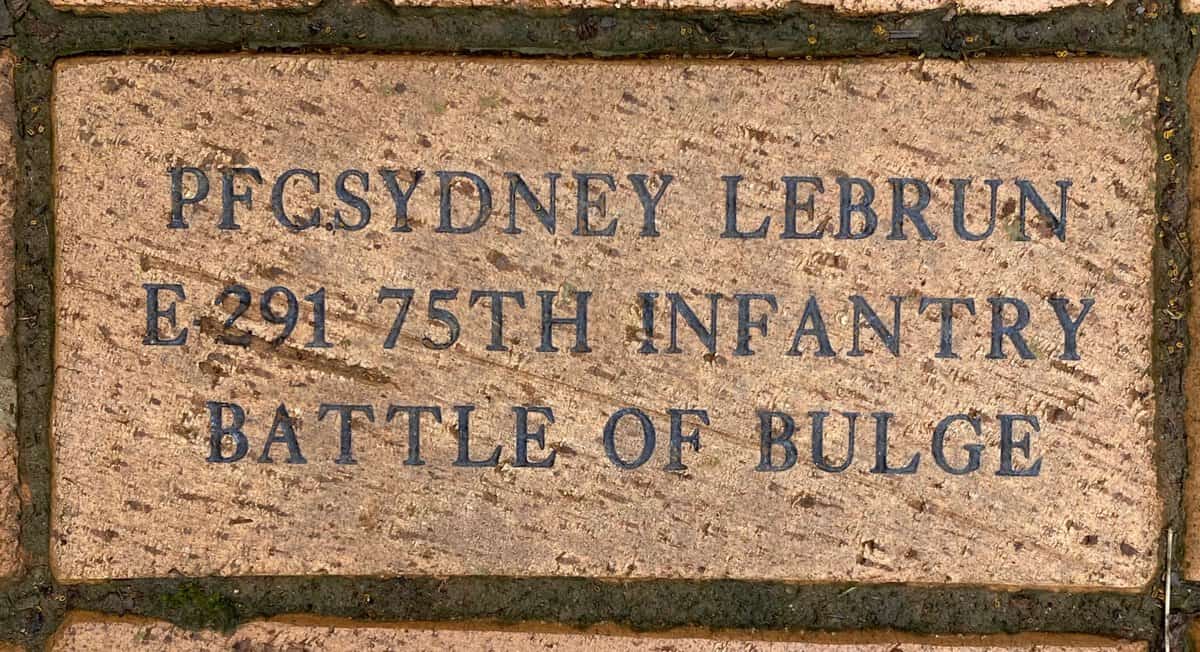 PFC.SYDNEY LEBRUN
E 291 75TH INFANTRY
BATTLE OF BULGE